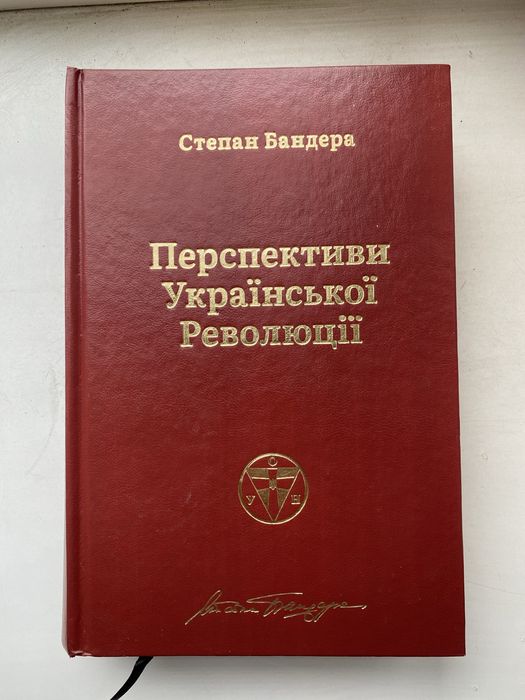 Степан Бандера
Перспективи
Української
Революції
О
У Н